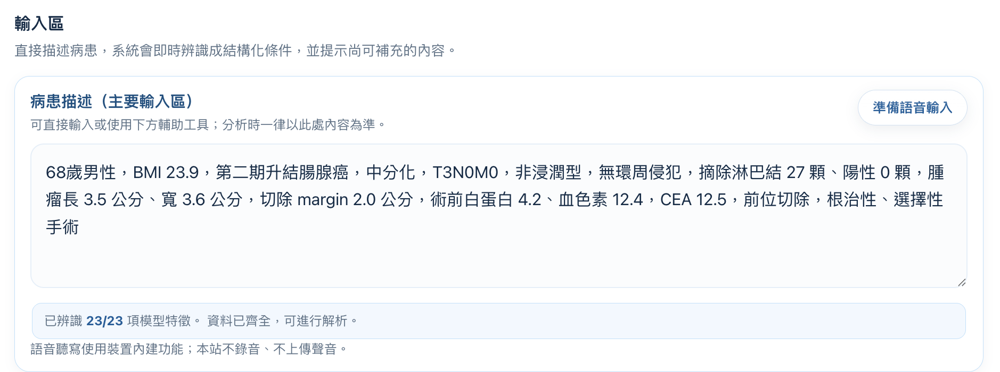 輸入區
直接描述病患，系統會即時辨識成結構化條件，並提示尚可補充的內容。
病患描述（主要輸入區）
準備語音輸入
可直接輸入或使用下方輔助工具；分析時一律以此處內容為準。
68歲男性，BMI 23.9，第二期升結腸腺癌，中分化，T3N0M0，非浸潤型，無環周侵犯，摘除淋巴結 27 顆、陽性 0 顆，腫
瘤長 3.5 公分、寬 3.6 公分，切除 margin 2.0 公分，術前白蛋白 4.2、血色素 12.4，CEA 12.5，前位切除，根治性、選擇性
手術
已辨識 23/23 項模型特徵。 資料已齊全，可進行解析。
語音聽寫使用裝置內建功能；本站不錄音、不上傳聲音。